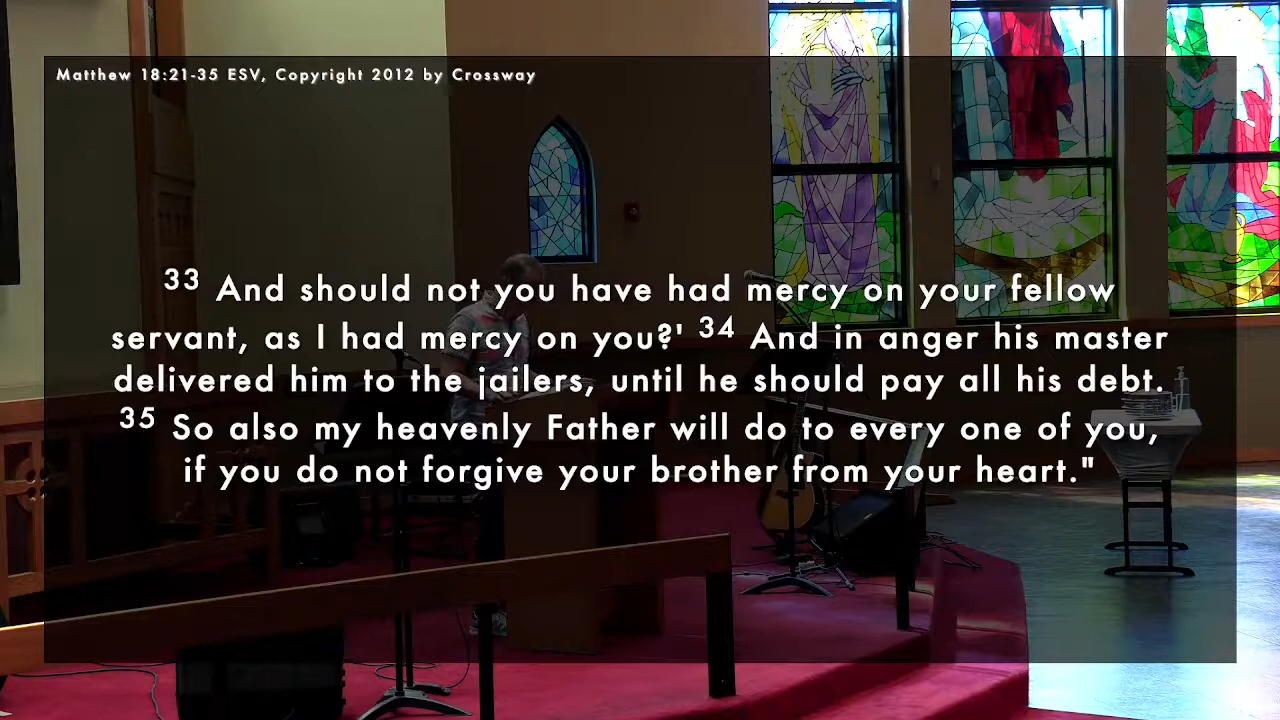 Matthew 18:21-35 ESV, Copyright 2012 by Crossway
33 And should not you have had mercy on your fellow
servant, as I had mercy on you?' 34 And in anger his master
delivered him to the jailers, until he should pay all his debt.
35 So also my heavenly Father will do to every one of you,
if you do not forgive your brother from your heart."